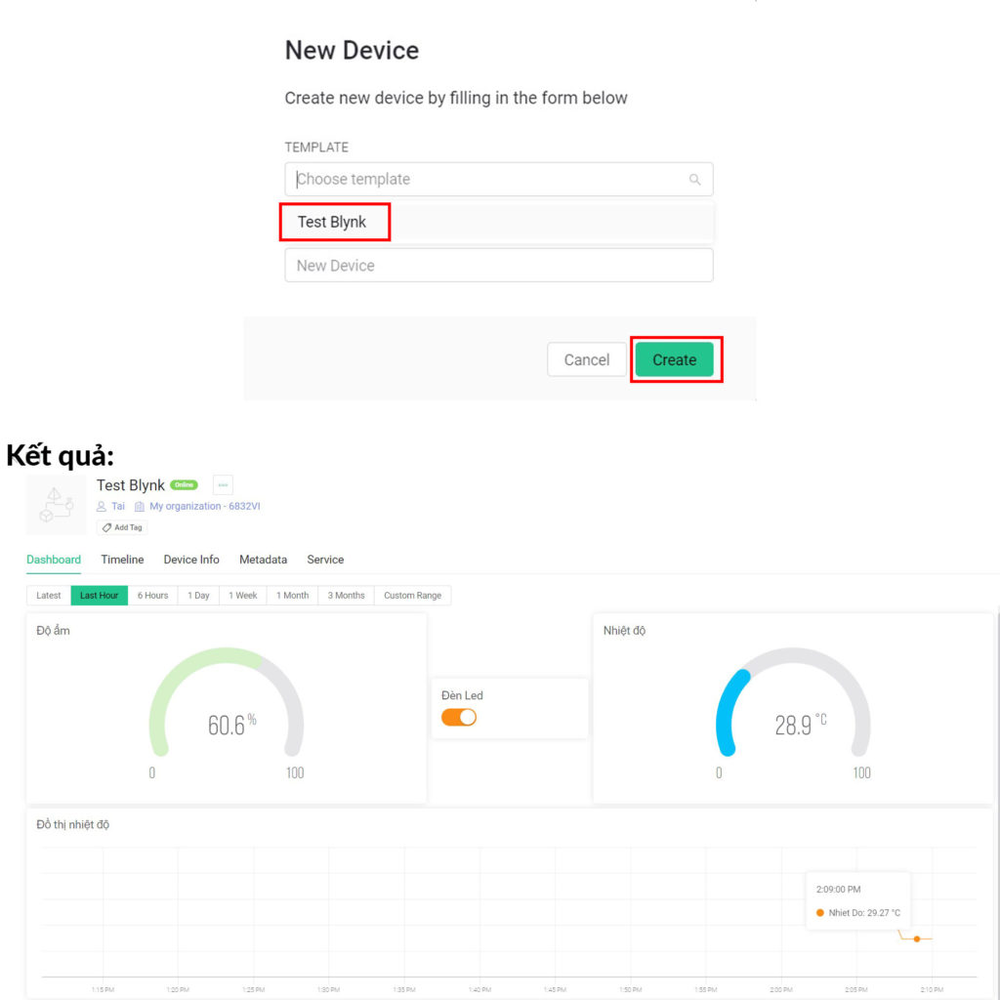 New Device
Create new device by filling in the form below
TEMPLATE
Choose template
Test Blynk
New Device
Cancel Create
Kết quả:
Test Blynk Online
Tai My organization - 6832VI
Add Tag
Dashboard Timeline Device Info Metadata Service
Latest Last Hour 6 Hours 1 Day 1 Week 1 Month 3 Months Custom Range
Độ ẩm
60.6 %
0 100
Đèn Led
Nhiệt độ
28.9 °C
0 100
Đồ thị nhiệt độ
2:09:00 PM
Nhiet Do: 29.27 °C
1:15 PM 1:20 PM 1:25 PM 1:30 PM 1:35 PM 1:40 PM 1:45 PM 1:50 PM 1:55 PM 2:00 PM 2:05 PM 2:10 PM